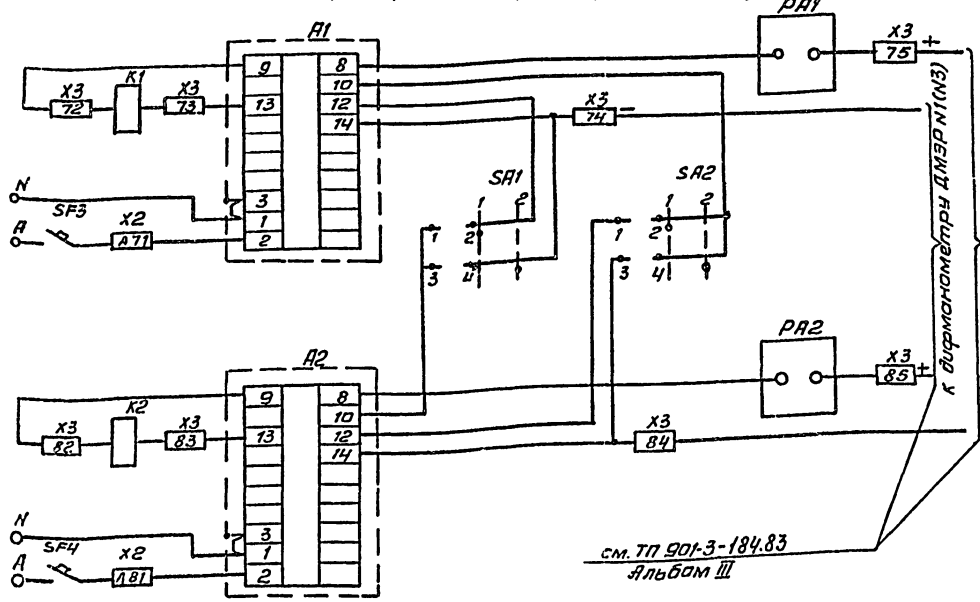 PA1
A1
X3
75 +
X3
72
K1
X3
73
9
13
3
1
2
8
10
12
14
X3
74 −
N
SF3
A
X2
A71
SA1
1 2
1 2
3 4
SA2
1 2
1 2
3 4
к дифманометру ДМЭР N1(N3)
PA2
X3
85 +
A2
X3
82
K2
X3
83
9
13
3
1
2
8
10
12
14
X3
84
N
SF4
A
X2
Л81
см. ТП 901-3-184.83
Альбом III